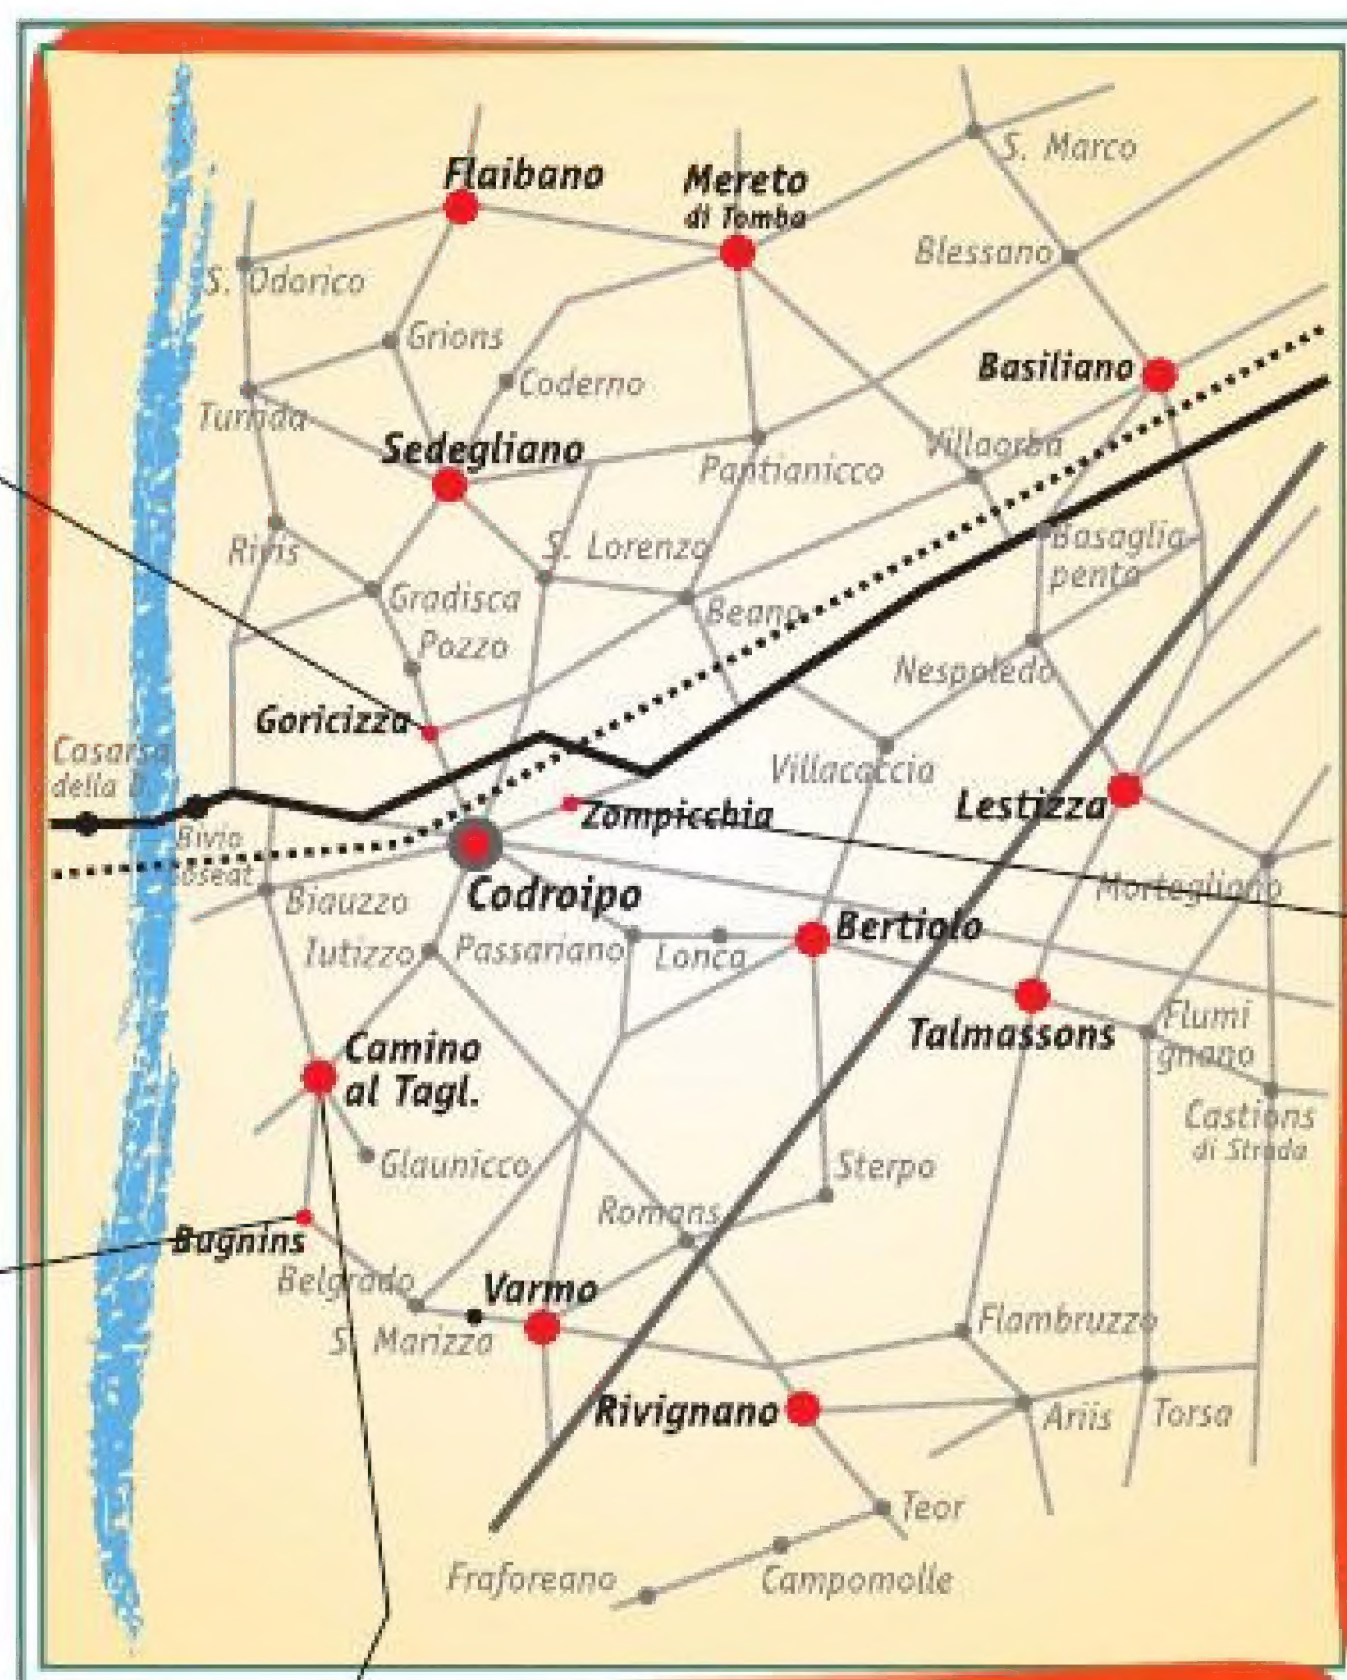 S. Marco
Flaibano
Mereto
di Tomba
Blessano
S. Odorico
Grions
Basiliano
Coderno
Turrida
Villaorba
Sedegliano
Pantianicco
Rivis
S. Lorenzo
Basaglia
penta
Gradisca
Beano
Pozzo
Nespoledo
Goricizza
Casarsa
della D.
Villacaccia
Lestizza
Zompicchia
Bivio
Coseat
Mortegliano
Codroipo
Biauzzo
Bertiolo
Iutizzo
Passariano
Lonca
Flumi
gnano
Talmassons
Camino
al Tagl.
Castions
di Strada
Glaunicco
Sterpo
Romans
Bugnins
Belgrado
Varmo
Flambruzzo
S. Marizza
Rivignano
Ariis
Torsa
Teor
Fraforeano
Campomolle